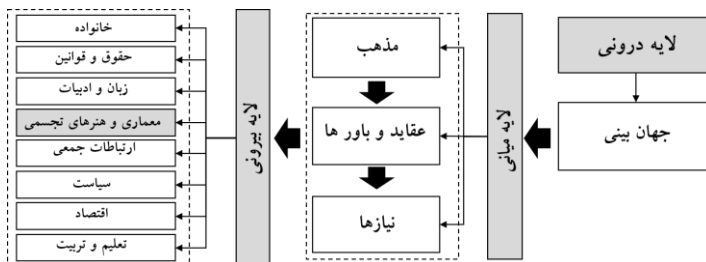 لایه درونی
جهان بینی
لایه میانی
مذهب
عقاید و باور ها
نیازها
لایه بیرونی
خانواده
حقوق و قوانین
زبان و ادبیات
معماری و هنرهای تجسمی
ارتباطات جمعی
سیاست
اقتصاد
تعلیم و تربیت